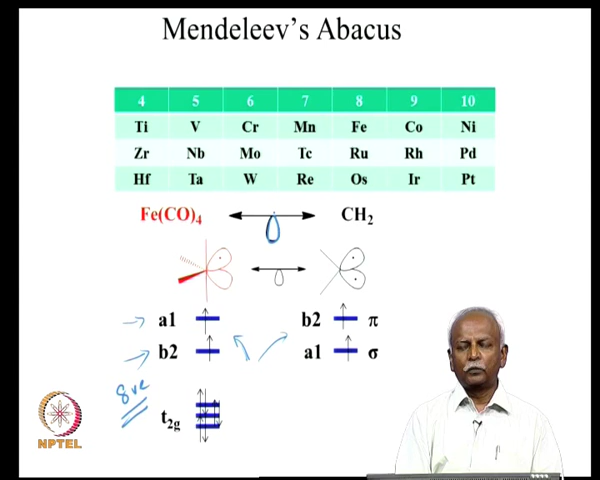 Mendeleev's Abacus
4 5 6 7 8 9 10
Ti V Cr Mn Fe Co Ni
Zr Nb Mo Tc Ru Rh Pd
Hf Ta W Re Os Ir Pt
Fe(CO)₄ CH₂
a1 b2 π
b2 a1 σ
8ve
t₂g
NPTEL